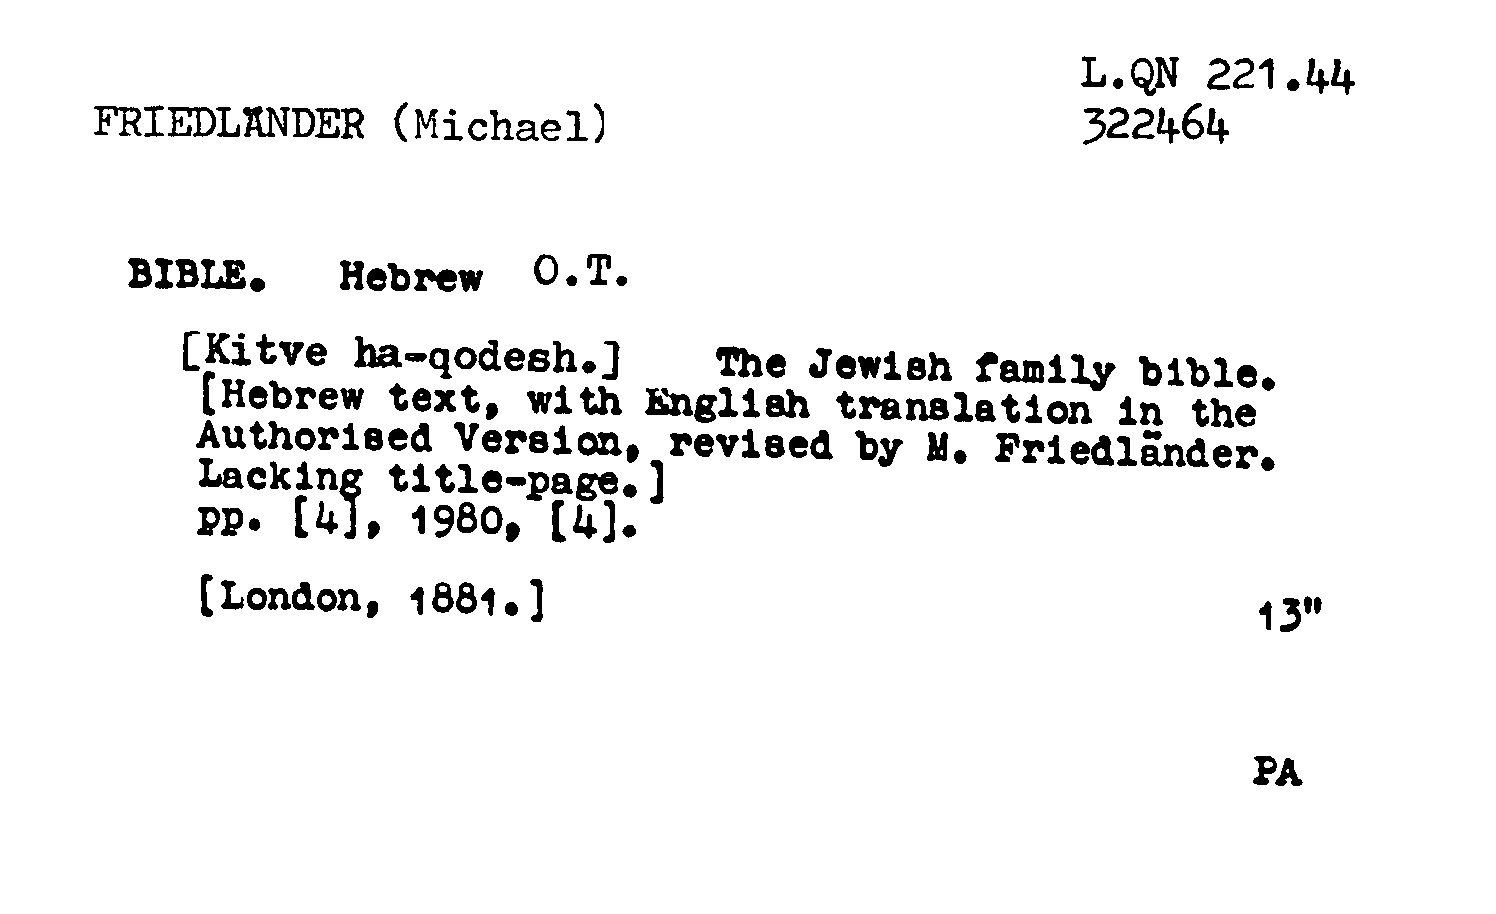 L.QN 221.44
FRIEDLÄNDER (Michael)
322464
BIBLE. Hebrew O.T.
[Kitve ha-qodesh.] The Jewish family bible.
[Hebrew text, with English translation in the
Authorised Version, revised by M. Friedländer.
Lacking title-page.]
pp. [4], 1980, [4].
[London, 1881.]
13"
PA